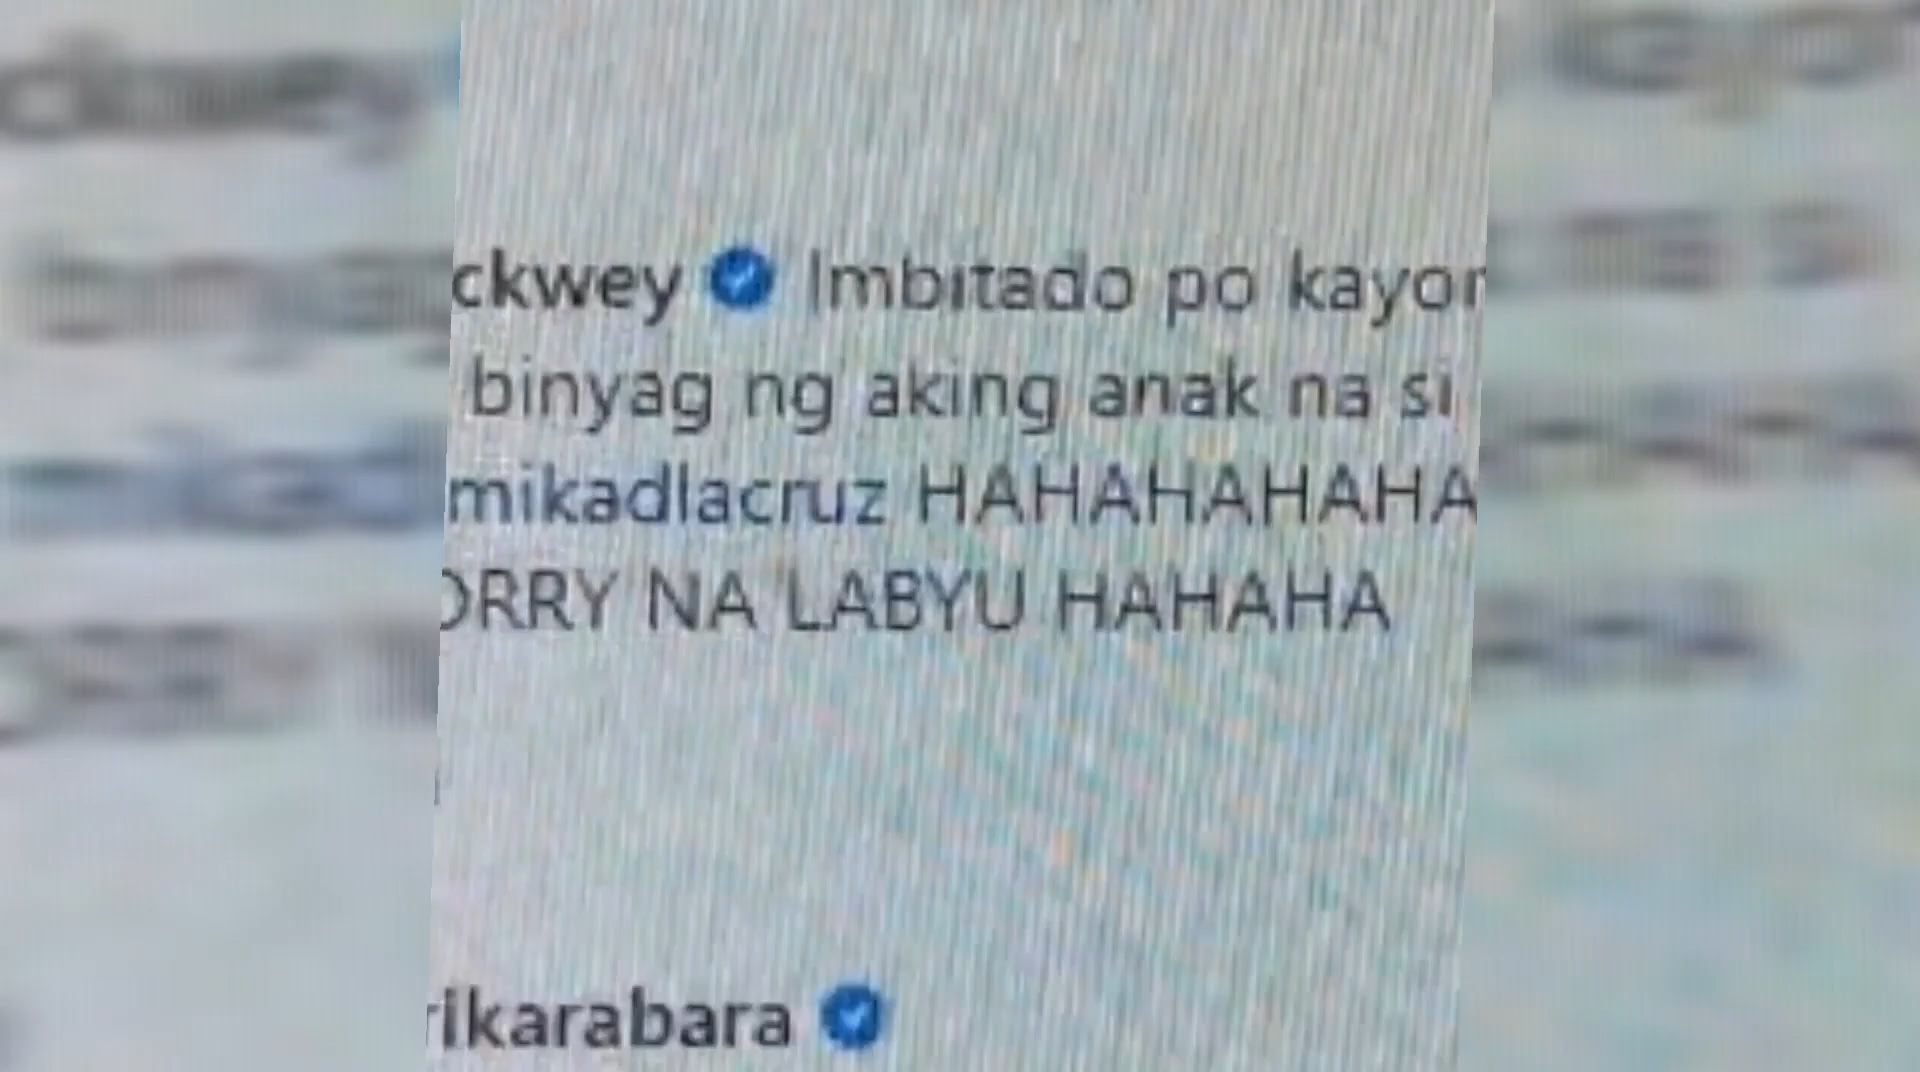 ckwey Imbitado po kayor
binyag ng aking anak na si
mikadlacruz HAHAHAHAHA
ORRY NA LABYU HAHAHA
rikarabara